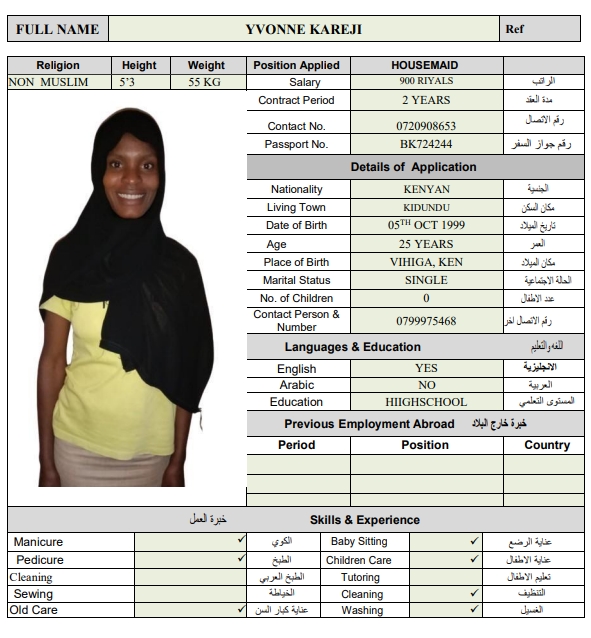 FULL NAME YVONNE KAREJI Ref
Religion Height Weight Position Applied HOUSEMAID
NON MUSLIM 5'3 55 KG Salary 900 RIYALS الراتب
Contract Period 2 YEARS مدة العقد
Contact No. 0720908653 رقم الاتصال
Passport No. BK724244 رقم جواز السفر
Details of Application
Nationality KENYAN الجنسية
Living Town KIDUNDU مكان السكن
Date of Birth 05TH OCT 1999 تاريخ الميلاد
Age 25 YEARS العمر
Place of Birth VIHIGA, KEN مكان الميلاد
Marital Status SINGLE الحالة الاجتماعية
No. of Children 0 عدد الاطفال
Contact Person & Number 0799975468 رقم الاتصال اخر
Languages & Education للغه والتعليم
English YES الانجليزية
Arabic NO العربية
Education HIIGHSCHOOL المستوى التعلمي
Previous Employment Abroad خبرة خارج البلاد
Period Position Country
خبرة العمل Skills & Experience
Manicure ✓ الكوي Baby Sitting ✓ عناية الرضع
Pedicure ✓ الطبخ Children Care ✓ عناية الاطفال
Cleaning الطبخ العربي Tutoring تعليم الاطفال
Sewing الخياطة Cleaning ✓ التنظيف
Old Care ✓ عناية كبار السن Washing ✓ الغسيل